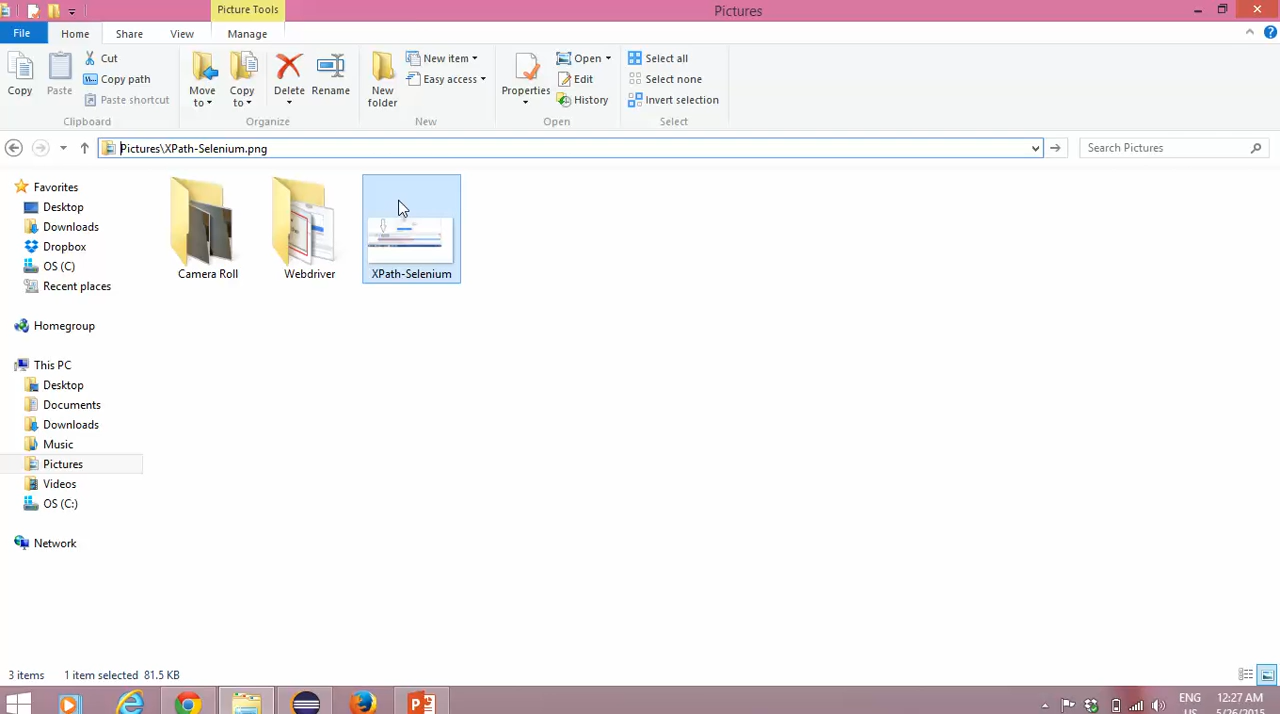 Picture Tools
Pictures
File
Home
Share
View
Manage
Copy
Paste
Cut
Copy path
Paste shortcut
Clipboard
Move to
Copy to
Delete
Rename
Organize
New folder
New item
Easy access
New
Properties
Open
Edit
History
Open
Select all
Select none
Invert selection
Select
Pictures\XPath-Selenium.png
Search Pictures
Favorites
Desktop
Downloads
Dropbox
OS (C)
Recent places
Homegroup
This PC
Desktop
Documents
Downloads
Music
Pictures
Videos
OS (C:)
Network
Camera Roll
Webdriver
XPath-Selenium
3 items
1 item selected 81.5 KB
ENG
US
12:27 AM
5/26/2015